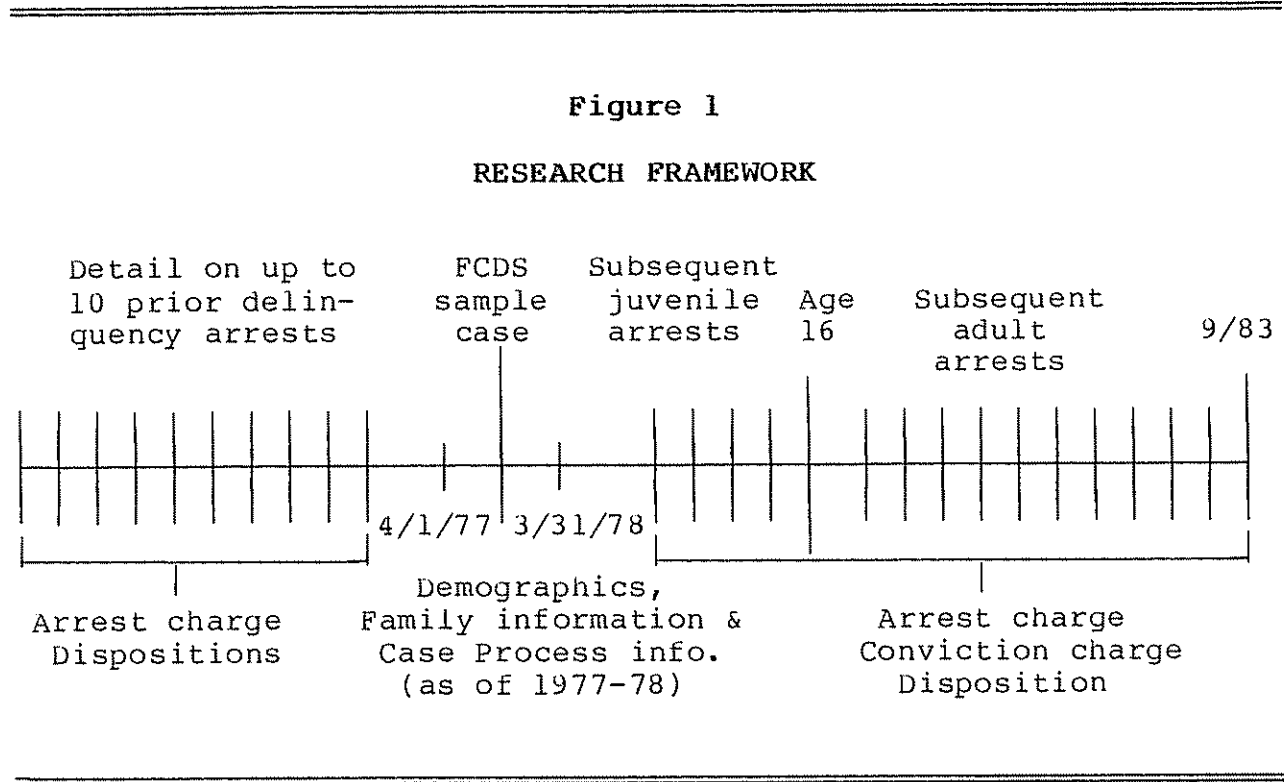 Figure 1
RESEARCH FRAMEWORK
Detail on up to
10 prior delin-
quency arrests
FCDS
sample
case
Subsequent
juvenile
arrests
Age
16
Subsequent
adult
arrests
9/83
4/1/77
3/31/78
Arrest charge
Dispositions
Demographics,
Family information &
Case Process info.
(as of 1977-78)
Arrest charge
Conviction charge
Disposition